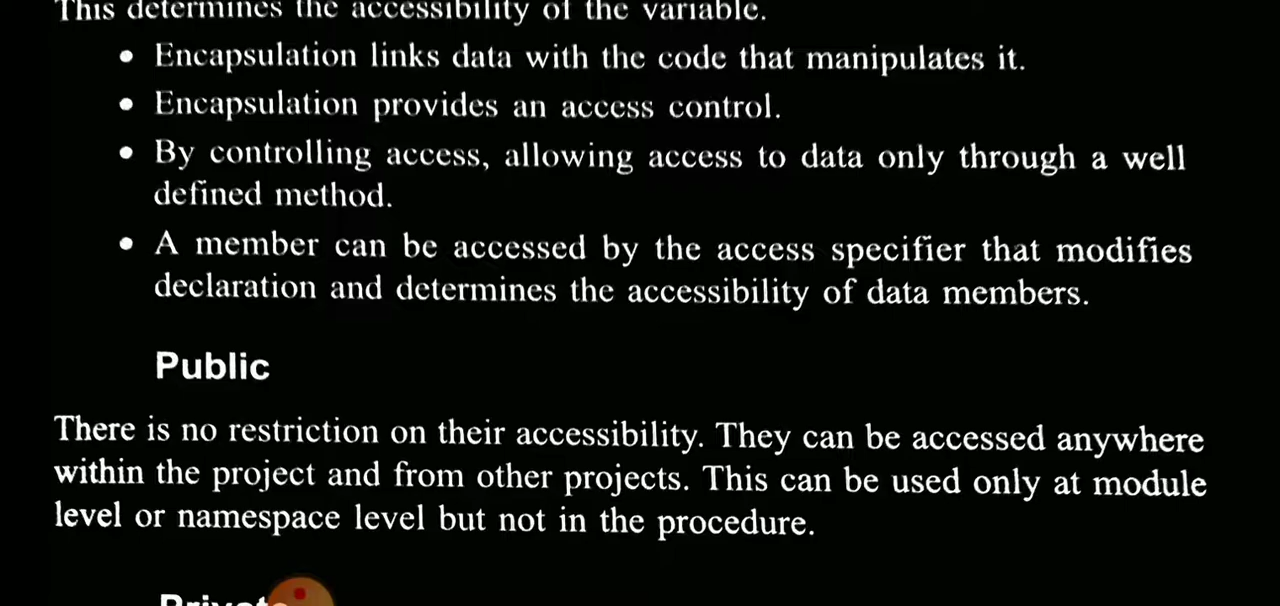 This determines the accessibility of the variable.
• Encapsulation links data with the code that manipulates it.
• Encapsulation provides an access control.
• By controlling access, allowing access to data only through a well
defined method.
• A member can be accessed by the access specifier that modifies
declaration and determines the accessibility of data members.
Public
There is no restriction on their accessibility. They can be accessed anywhere
within the project and from other projects. This can be used only at module
level or namespace level but not in the procedure.
Private